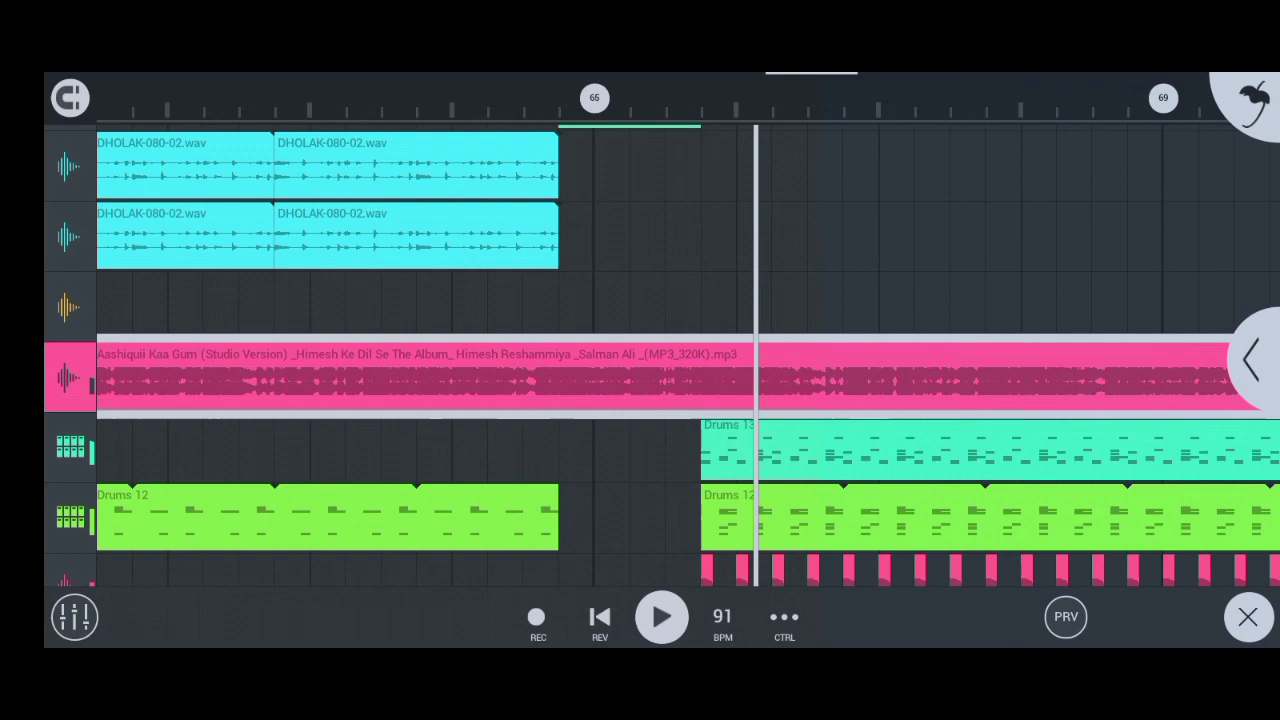 65
69
DHOLAK-080-02.wav
DHOLAK-080-02.wav
DHOLAK-080-02.wav
DHOLAK-080-02.wav
Aashiquii Kaa Gum (Studio Version) _Himesh Ke Dil Se The Album_ Himesh Reshammiya _Salman Ali _(MP3_320K).mp3
Drums 13
Drums 12
Drums 12
91
PRV
REC
REV
BPM
CTRL